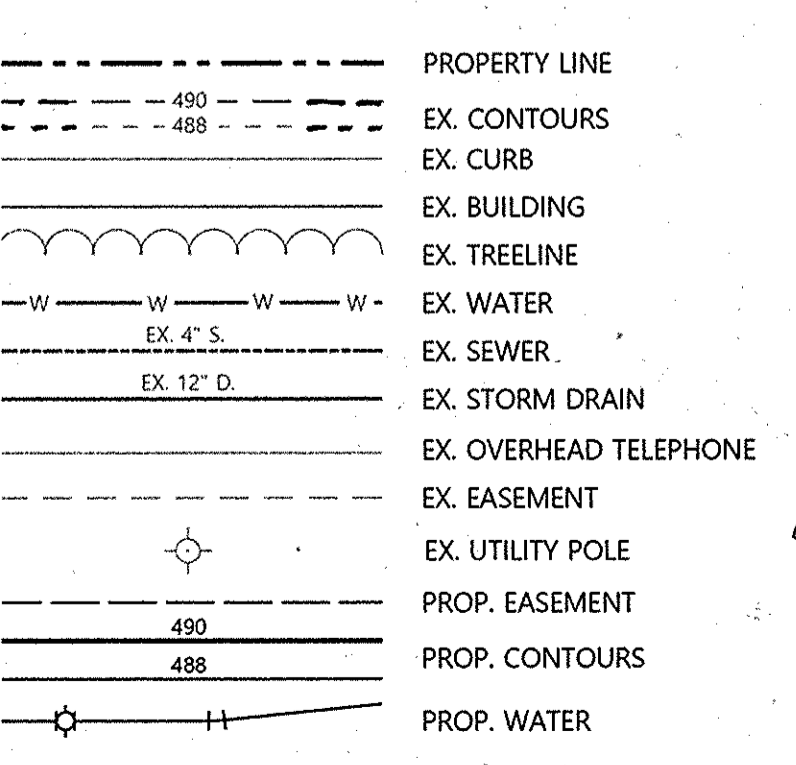 PROPERTY LINE
490
488
EX. CONTOURS
EX. CURB
EX. BUILDING
EX. TREELINE
W W W W
EX. WATER
EX. 4" S.
EX. SEWER
EX. 12" D.
EX. STORM DRAIN
EX. OVERHEAD TELEPHONE
EX. EASEMENT
EX. UTILITY POLE
PROP. EASEMENT
490
488
PROP. CONTOURS
PROP. WATER